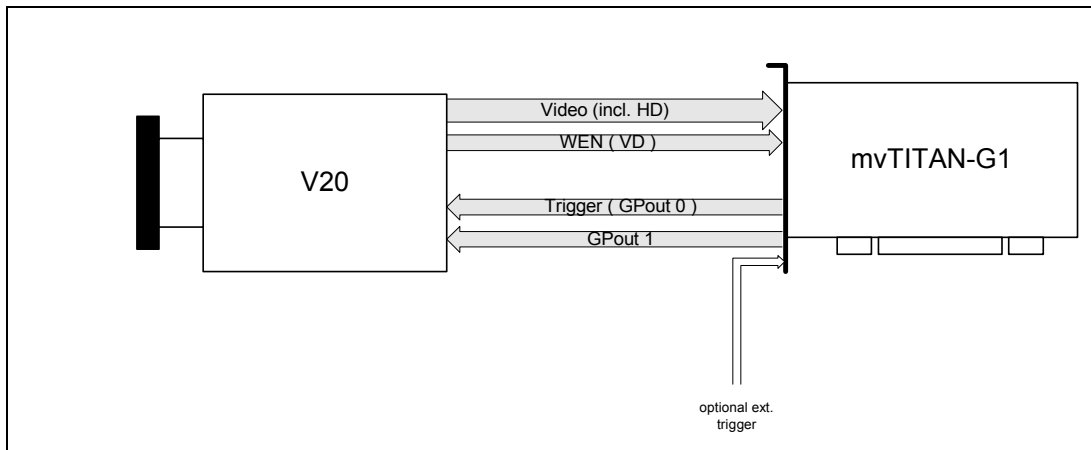 Video (incl. HD)
WEN ( VD )
V20
mvTITAN-G1
Trigger ( GPout 0 )
GPout 1
optional ext.
trigger